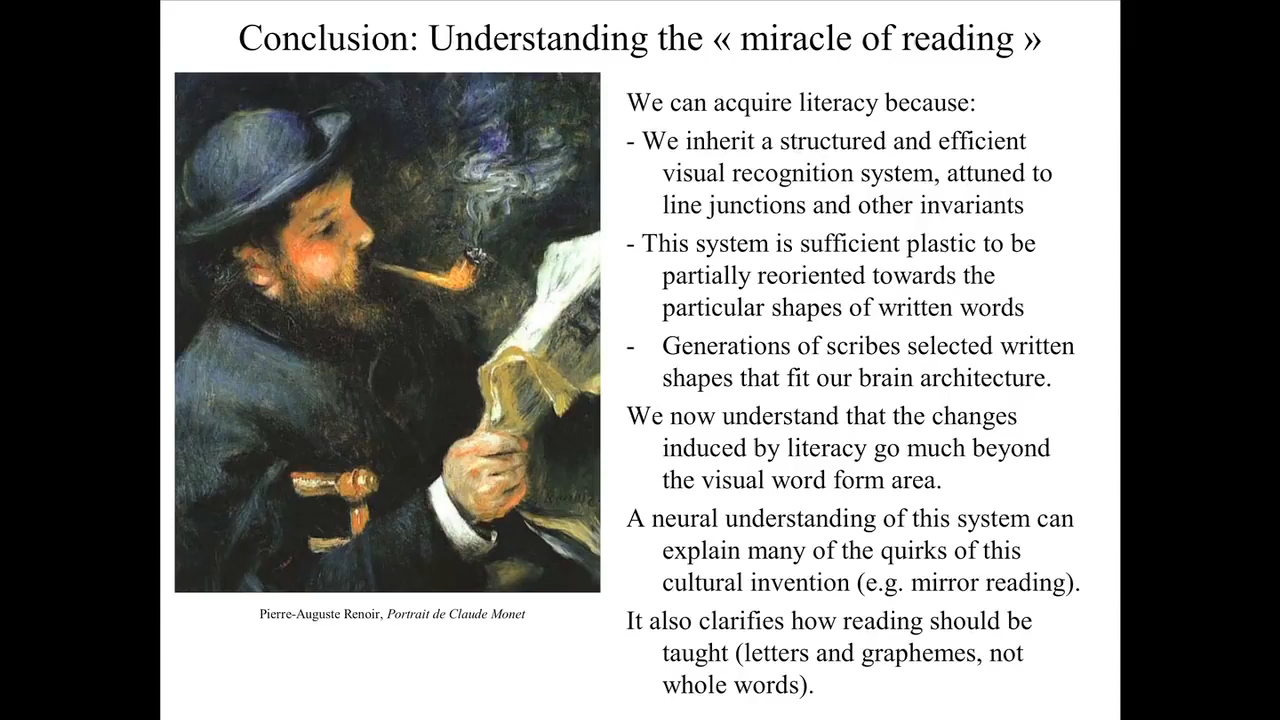 Conclusion: Understanding the « miracle of reading »
We can acquire literacy because:
- We inherit a structured and efficient
visual recognition system, attuned to
line junctions and other invariants
- This system is sufficient plastic to be
partially reoriented towards the
particular shapes of written words
- Generations of scribes selected written
shapes that fit our brain architecture.
We now understand that the changes
induced by literacy go much beyond
the visual word form area.
A neural understanding of this system can
explain many of the quirks of this
cultural invention (e.g. mirror reading).
It also clarifies how reading should be
taught (letters and graphemes, not
whole words).
Pierre-Auguste Renoir, Portrait de Claude Monet